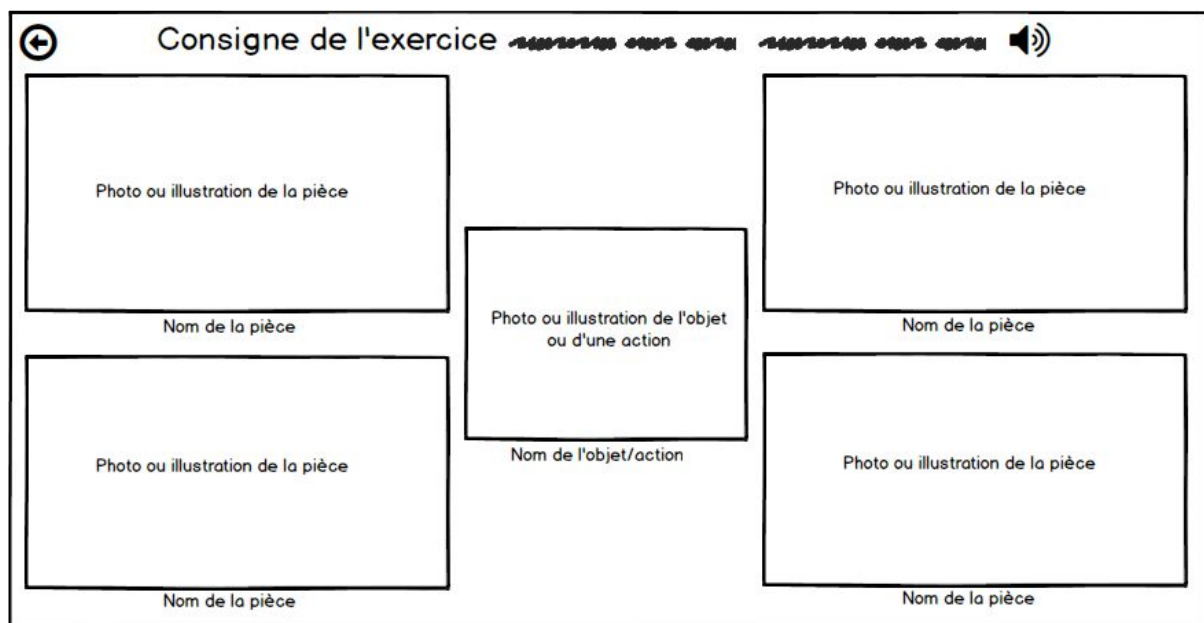 Consigne de l'exercice
Photo ou illustration de la pièce
Nom de la pièce
Photo ou illustration de la pièce
Nom de la pièce
Photo ou illustration de l'objet
ou d'une action
Nom de l'objet/action
Photo ou illustration de la pièce
Nom de la pièce
Photo ou illustration de la pièce
Nom de la pièce